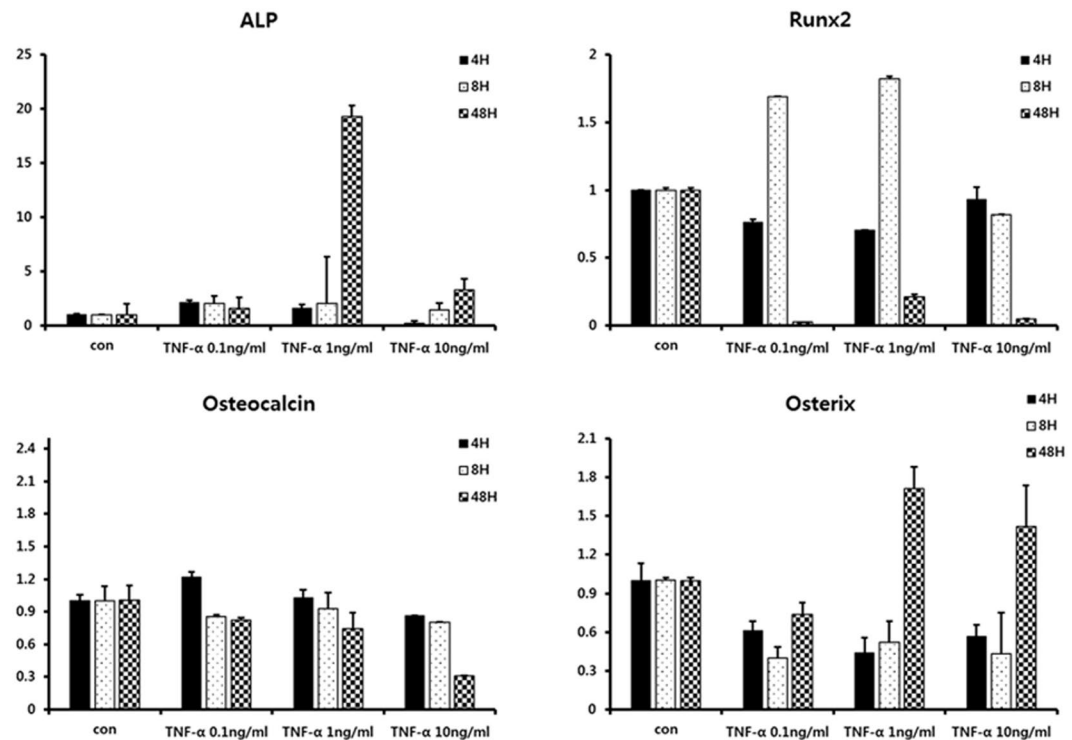 ALP
25
20
15
10
5
0
4H
8H
48H
con
TNF-α 0.1ng/ml
TNF-α 1ng/ml
TNF-α 10ng/ml
Runx2
2
1.5
1
0.5
0
4H
8H
48H
con
TNF-α 0.1ng/ml
TNF-α 1ng/ml
TNF-α 10ng/ml
Osteocalcin
2.4
2.1
1.8
1.5
1.2
0.9
0.6
0.3
0
4H
8H
48H
con
TNF-α 0.1ng/ml
TNF-α 1ng/ml
TNF-α 10ng/ml
Osterix
2.1
1.8
1.5
1.2
0.9
0.6
0.3
0
4H
8H
48H
con
TNF-α 0.1ng/ml
TNF-α 1ng/ml
TNF-α 10ng/ml